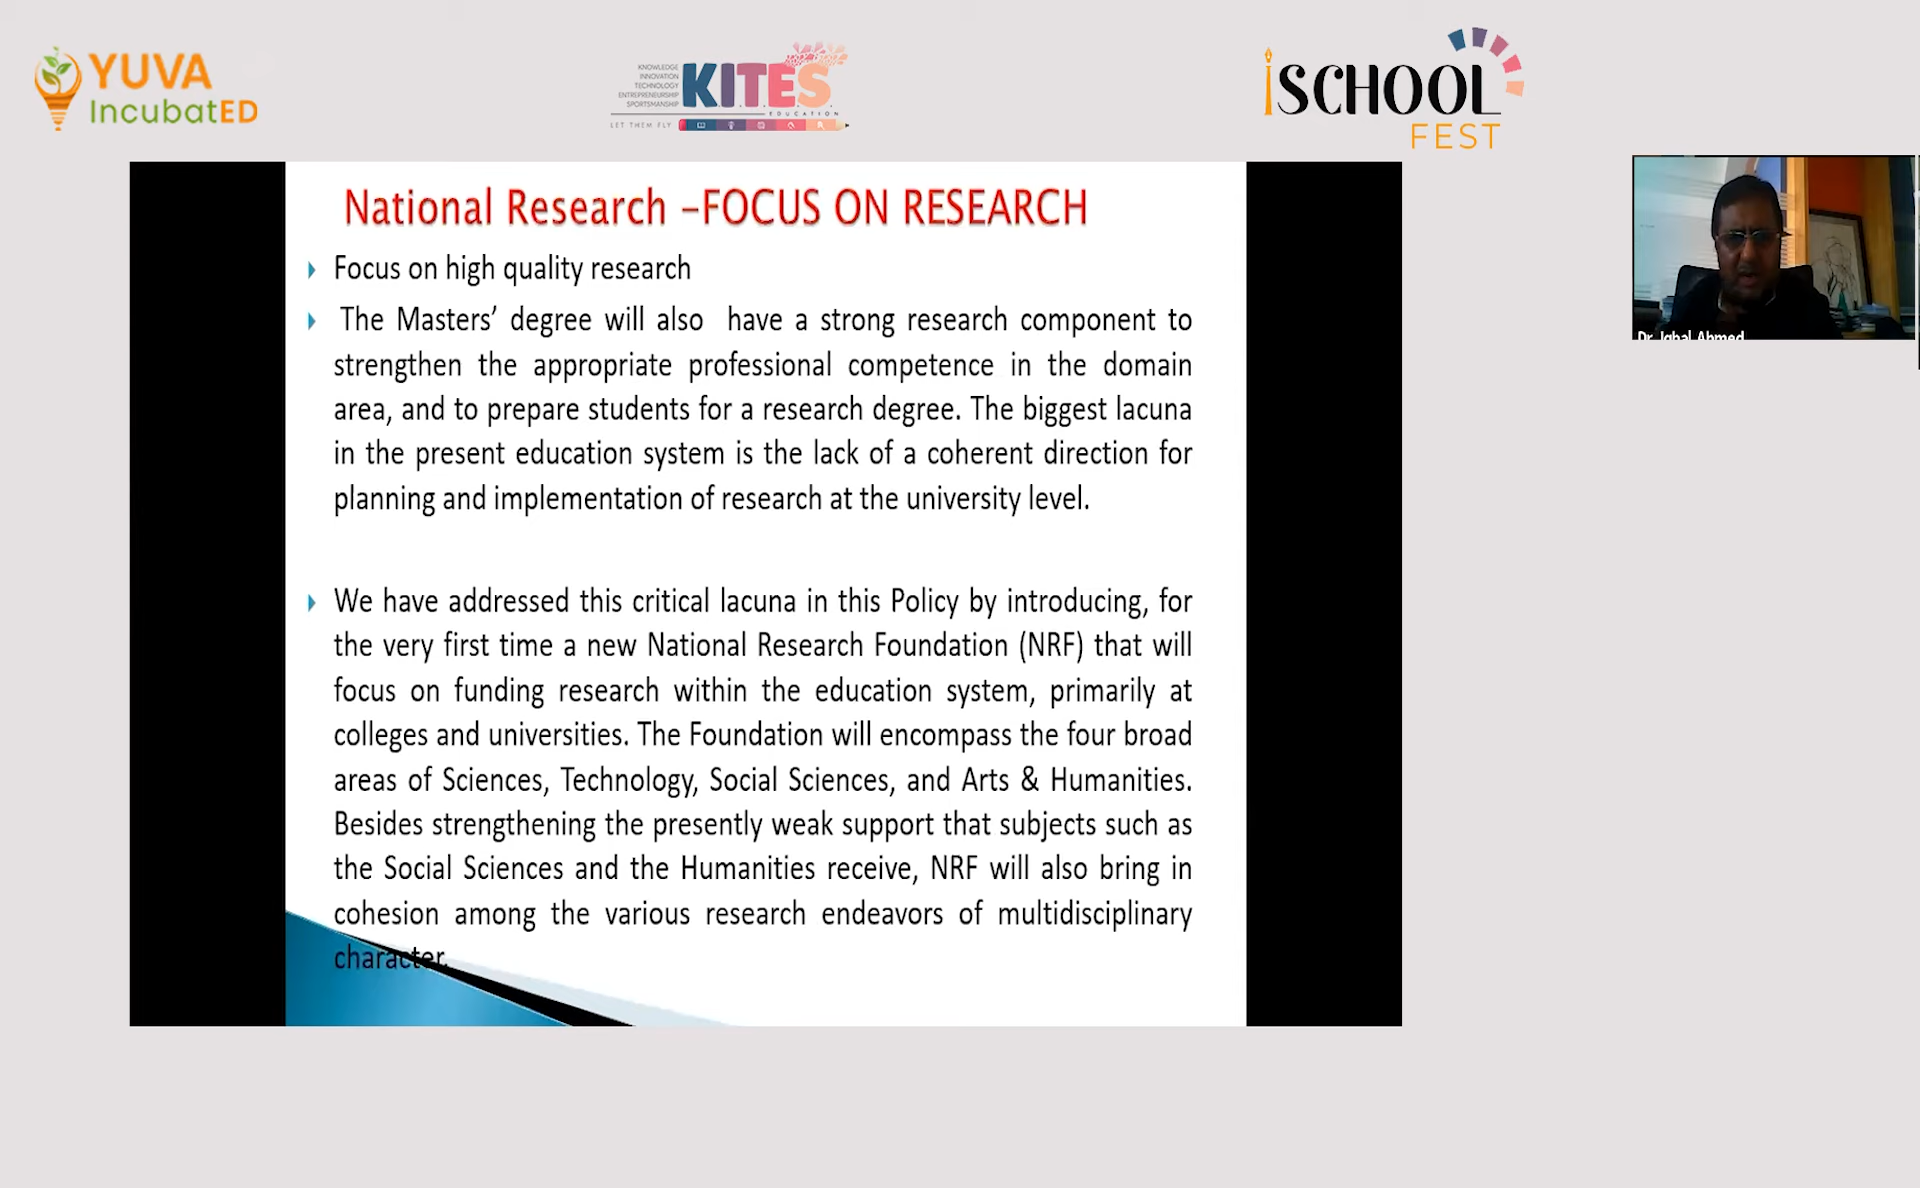 YUVA
IncubatED
KNOWLEDGE
INNOVATION
TECHNOLOGY
ENTREPRENEURSHIP
SPORTSMANSHIP
K.I.T.E.S.
EDUCATION
LET THEM FLY
iSCHOOL
FEST
National Research –FOCUS ON RESEARCH
Focus on high quality research
The Masters’ degree will also have a strong research component to
strengthen the appropriate professional competence in the domain
area, and to prepare students for a research degree. The biggest lacuna
in the present education system is the lack of a coherent direction for
planning and implementation of research at the university level.
We have addressed this critical lacuna in this Policy by introducing, for
the very first time a new National Research Foundation (NRF) that will
focus on funding research within the education system, primarily at
colleges and universities. The Foundation will encompass the four broad
areas of Sciences, Technology, Social Sciences, and Arts & Humanities.
Besides strengthening the presently weak support that subjects such as
the Social Sciences and the Humanities receive, NRF will also bring in
cohesion among the various research endeavors of multidisciplinary
character.
Dr. Iqbal Ahmed